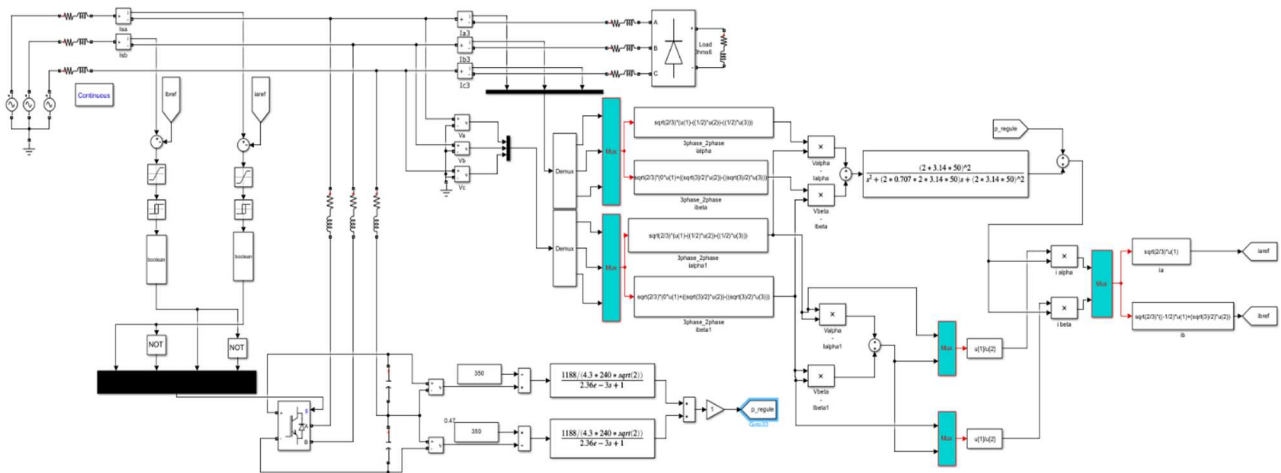 Isa
Isb
Ia3
Ib3
Ic3
A
B
C
Load
Continuous
ibref
iaref
Va
Vb
Vc
Demux
Demux
Mux
Mux
sqrt(2/3)*(u(1)-((1/2)*u(2))-((1/2)*u(3)))
3phase_2phase
ialpha
sqrt(2/3)*(0*u(1)+((sqrt(3)/2)*u(2))-((sqrt(3)/2)*u(3)))
3phase_2phase
ibeta
sqrt(2/3)*(u(1)-((1/2)*u(2))-((1/2)*u(3)))
3phase_2phase
ialpha1
sqrt(2/3)*(0*u(1)+((sqrt(3)/2)*u(2))-((sqrt(3)/2)*u(3)))
3phase_2phase
ibeta1
Valpha
-
Ialpha
Vbeta
-
Ibeta
(2*3.14*50)^2
s²+(2*0.707*2*3.14*50)s+(2*3.14*50)^2
p_regule
Valpha
-
Ialpha1
Vbeta
-
Ibeta1
Mux
u[1]/u[2]
Mux
u[1]/u[2]
i alpha
i beta
Mux
sqrt(2/3)*u(1)
ia
sqrt(2/3)*((-1/2)*u(1)+(sqrt(3)/2)*u(2))
ib
iaref
ibref
boolean
boolean
NOT
NOT
g
A
B
350
1188/(4.3*240*sqrt(2))
2.36e-3s+1
0.47
350
1188/(4.3*240*sqrt(2))
2.36e-3s+1
1
p_regule